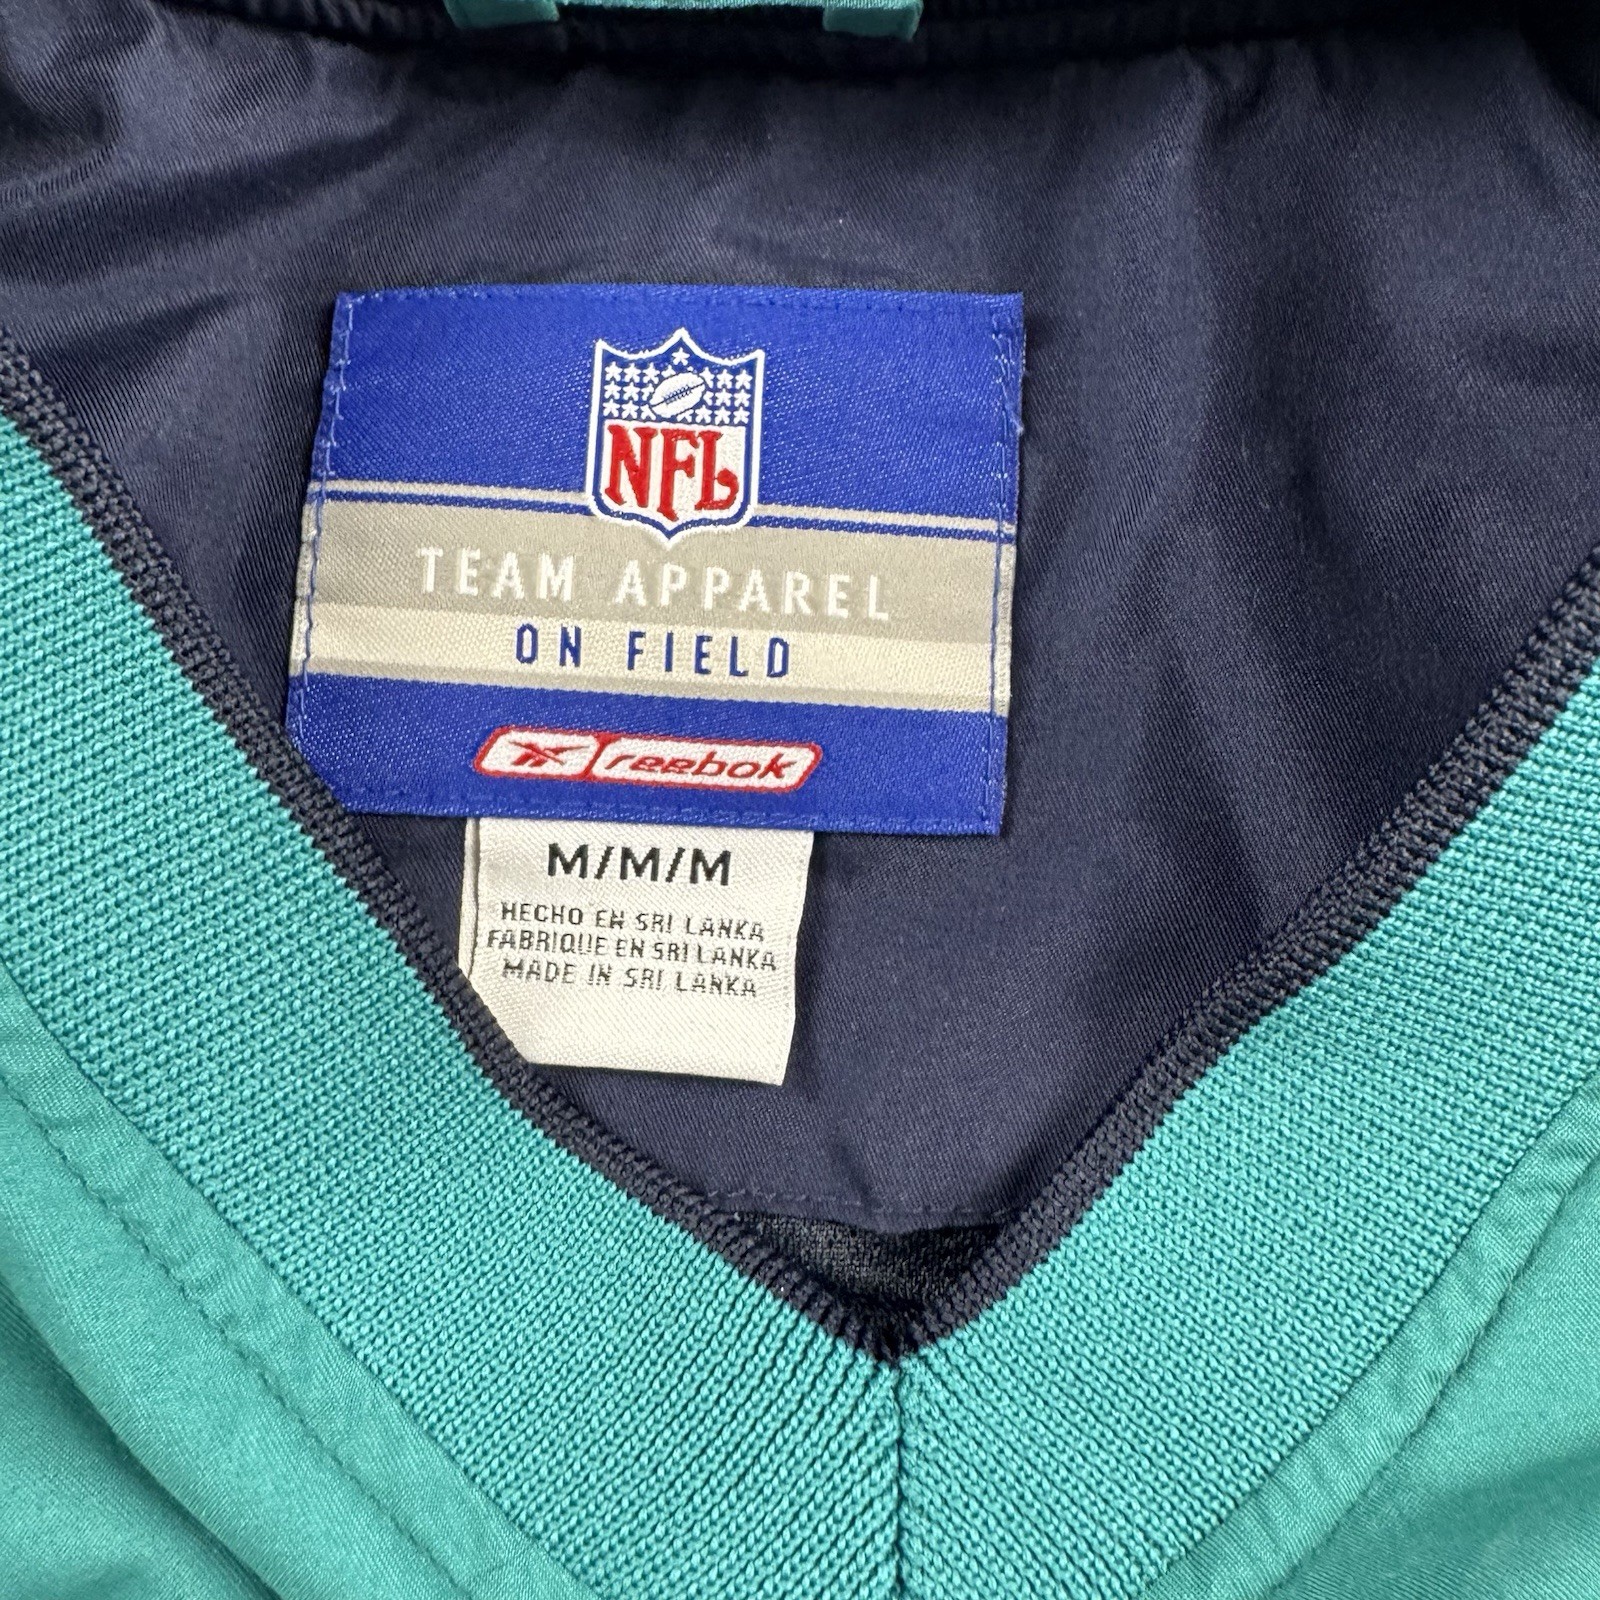 NFL
TEAM APPAREL
ON FIELD
reebok
M/M/M
HECHO EN SRI LANKA
FABRIQUE EN SRI LANKA
MADE IN SRI LANKA